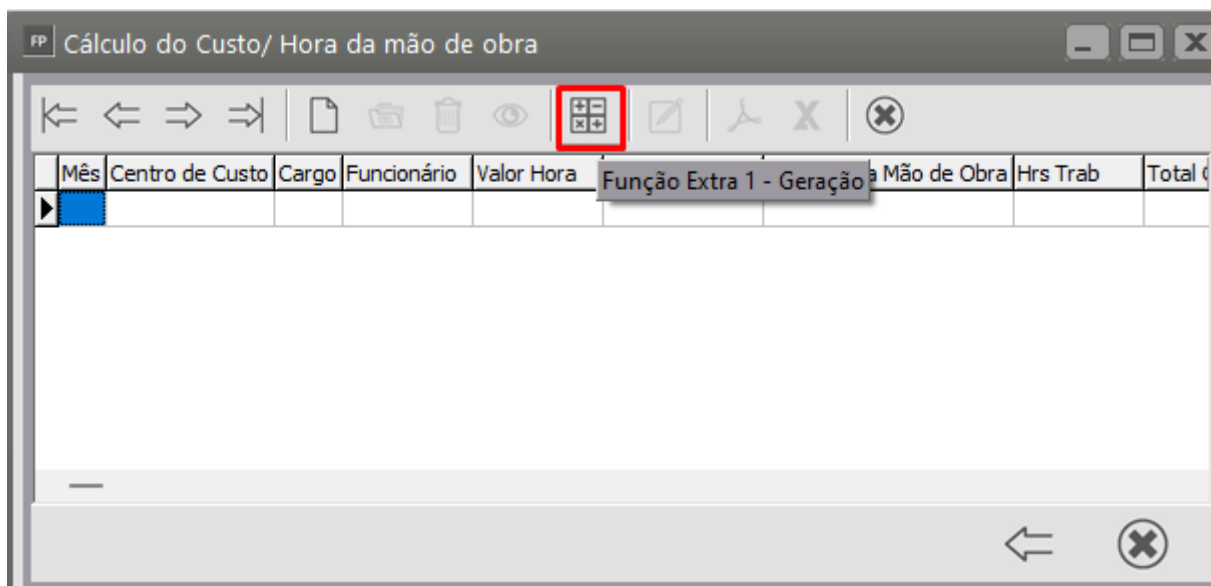 FP Cálculo do Custo/ Hora da mão de obra
Mês Centro de Custo Cargo Funcionário Valor Hora Mão de Obra Hrs Trab Total
Função Extra 1 - Geração